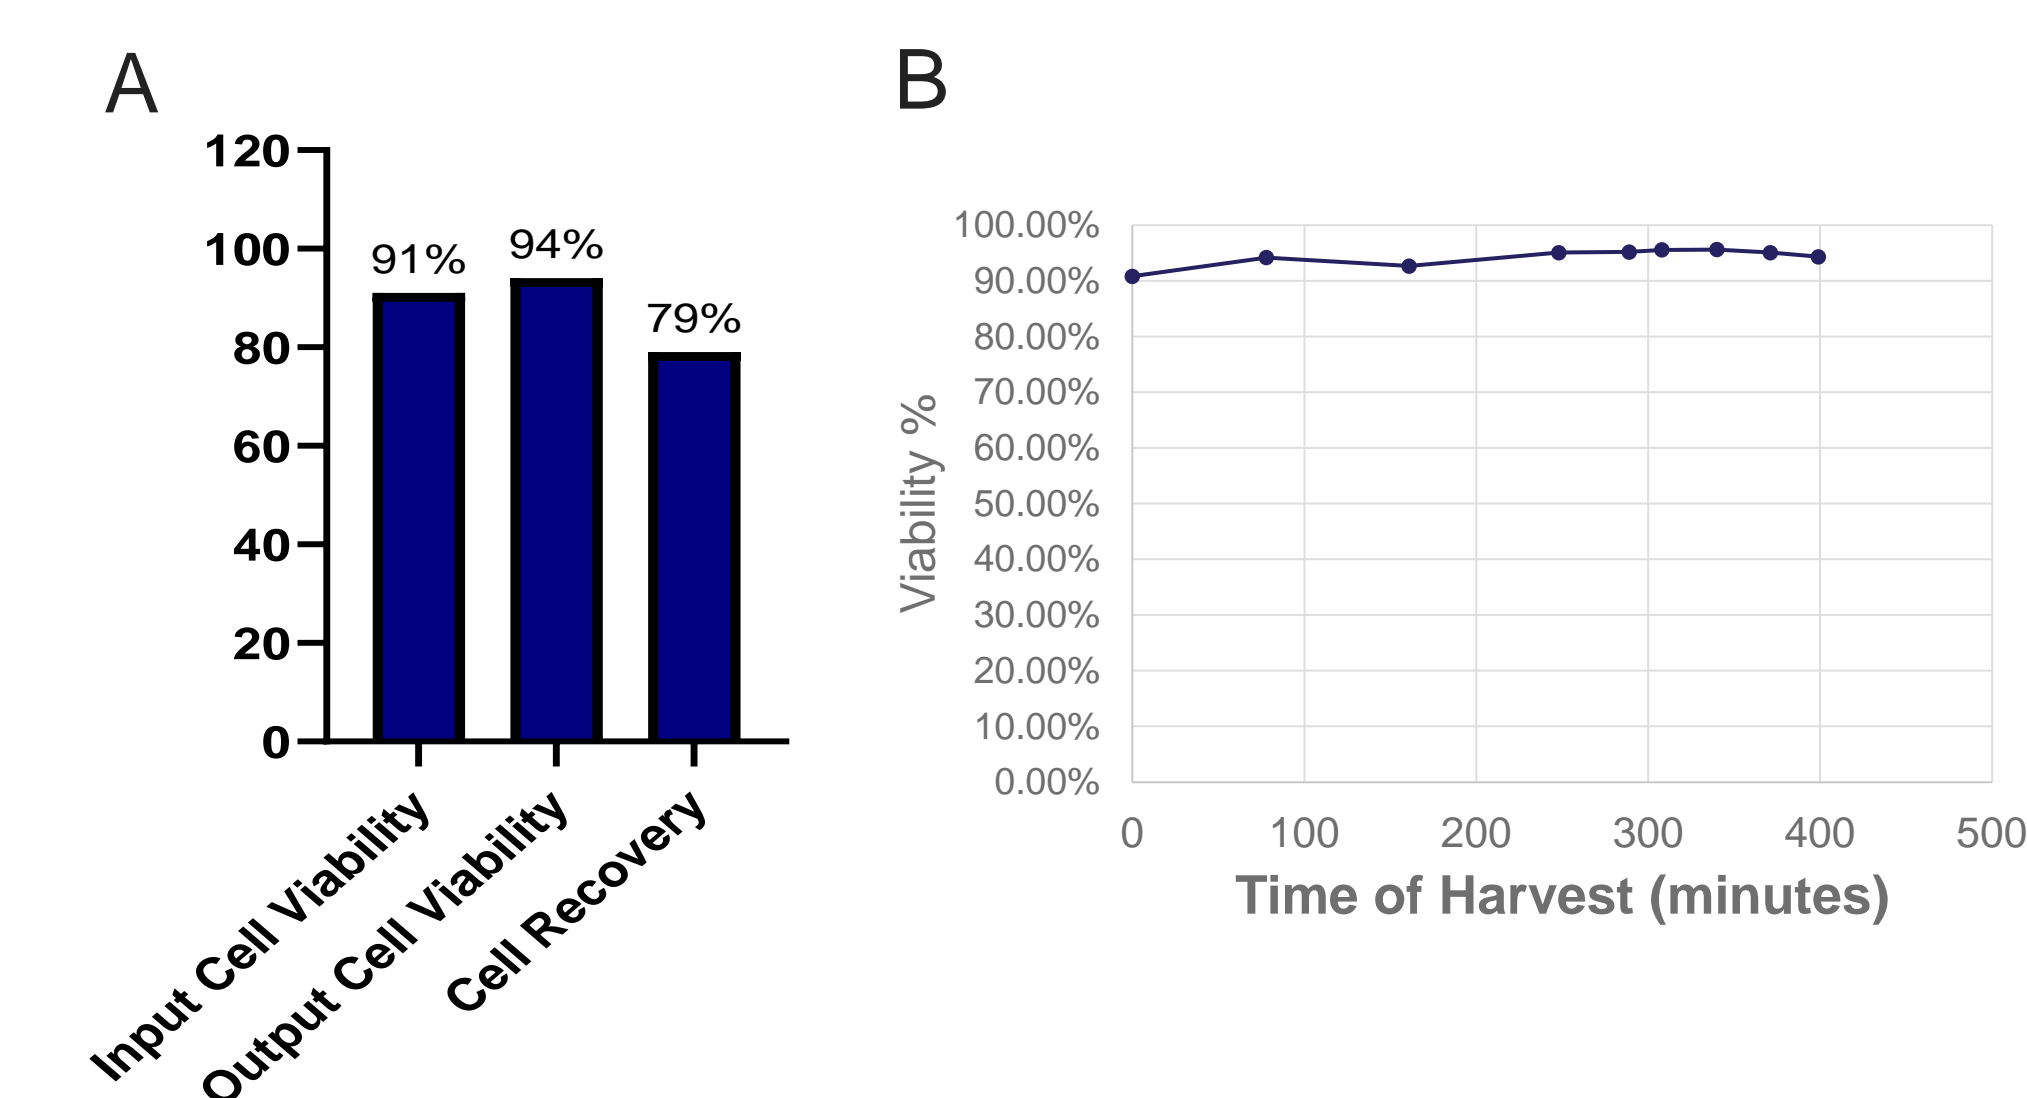 A
120
100
80
60
40
20
0
91%
94%
79%
Input Cell Viability
Output Cell Viability
Cell Recovery
B
Viability %
100.00%
90.00%
80.00%
70.00%
60.00%
50.00%
40.00%
30.00%
20.00%
10.00%
0.00%
0 100 200 300 400 500
Time of Harvest (minutes)